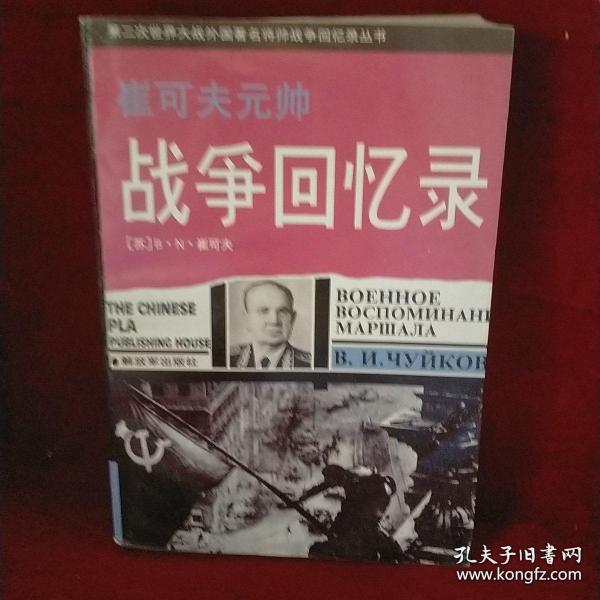 第二次世界大战外国著名将帅战争回忆录丛书
崔可夫元帅
战争回忆录
[苏]В、N、崔可夫
THE CHINESE
PLA
PUBLISHING HOUSE
解放军出版社
ВОЕННОЕ
ВОСПОМИНАНИ
МАРШАЛА
В. И. ЧУЙКОВ
孔夫子旧書网
www.kongfz.com